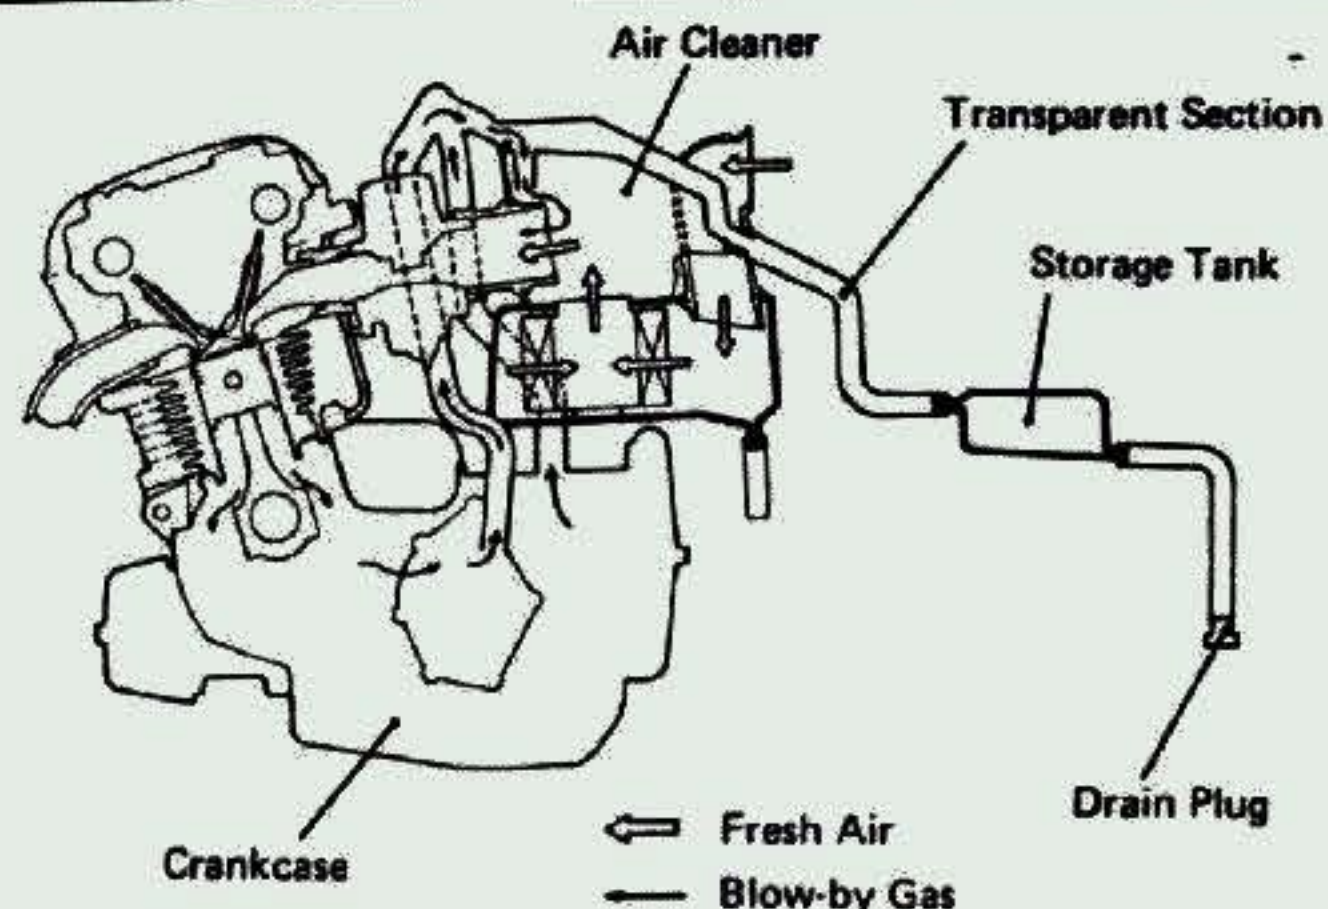 Air Cleaner
Transparent Section
Storage Tank
Drain Plug
Fresh Air
Crankcase
Blow-by Gas